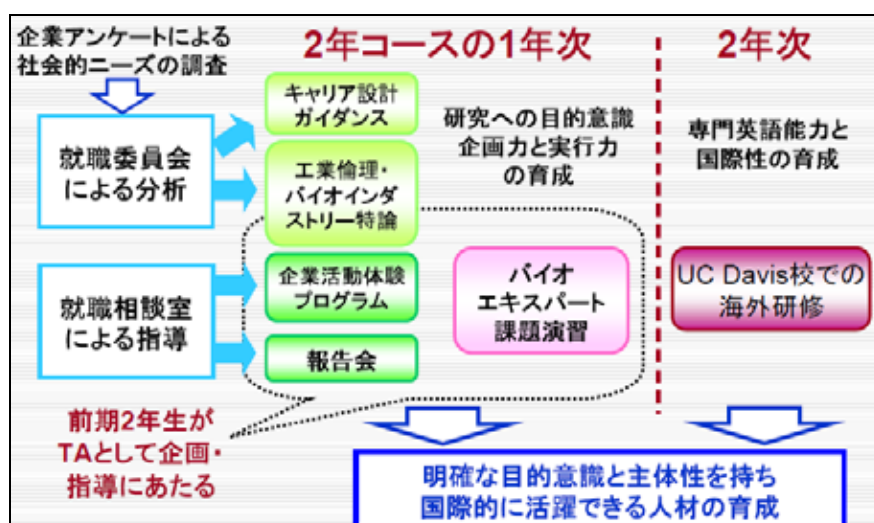 企業アンケートによる
社会的ニーズの調査
2年コースの1年次
2年次
就職委員会
による分析
キャリア設計
ガイダンス
工業倫理・
バイオインダ
ストリー特論
研究への目的意識
企画力と実行力
の育成
専門英語能力と
国際性の育成
就職相談室
による指導
企業活動体験
プログラム
報告会
バイオ
エキスパート
課題演習
UC Davis校での
海外研修
前期2年生が
TAとして企画・
指導にあたる
明確な目的意識と主体性を持ち
国際的に活躍できる人材の育成